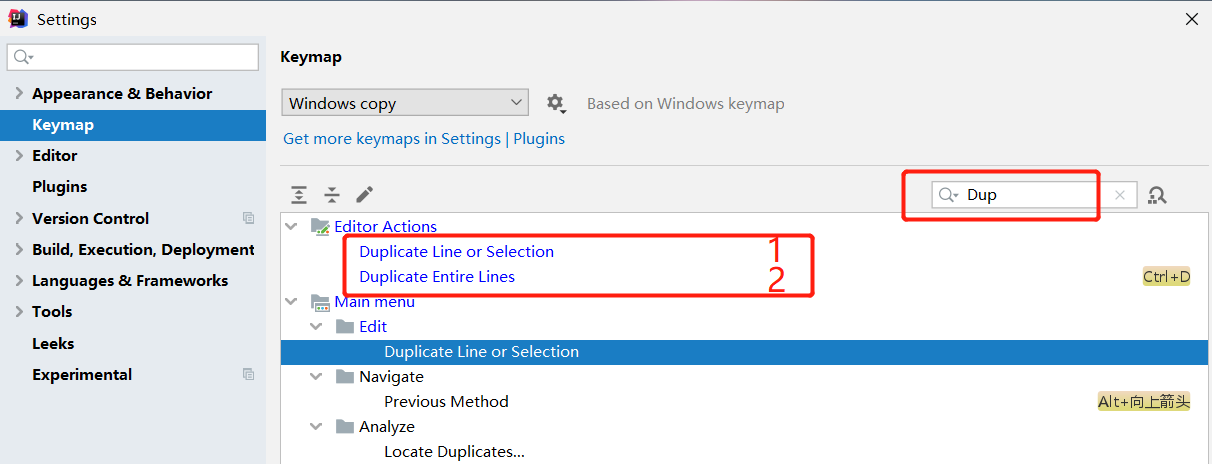 Settings
Keymap
Appearance & Behavior
Keymap
Editor
Plugins
Version Control
Build, Execution, Deployment
Languages & Frameworks
Tools
Leeks
Experimental
Windows copy
Based on Windows keymap
Get more keymaps in Settings | Plugins
Dup
Editor Actions
Duplicate Line or Selection 1
Duplicate Entire Lines 2 Ctrl+D
Main menu
Edit
Duplicate Line or Selection
Navigate
Previous Method Alt+向上箭头
Analyze
Locate Duplicates...